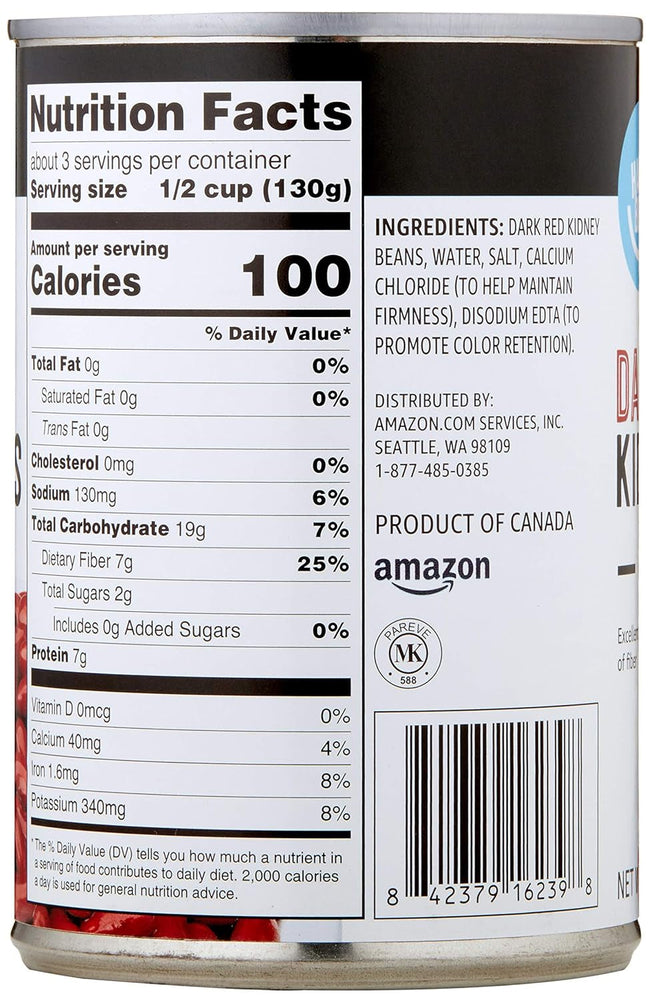 Nutrition Facts
about 3 servings per container
Serving size 1/2 cup (130g)
Amount per serving
Calories 100
% Daily Value*
Total Fat 0g 0%
Saturated Fat 0g 0%
Trans Fat 0g
Cholesterol 0mg 0%
Sodium 130mg 6%
Total Carbohydrate 19g 7%
Dietary Fiber 7g 25%
Total Sugars 2g
Includes 0g Added Sugars 0%
Protein 7g
Vitamin D 0mcg 0%
Calcium 40mg 4%
Iron 1.6mg 8%
Potassium 340mg 8%
*The % Daily Value (DV) tells you how much a nutrient in
a serving of food contributes to daily diet. 2,000 calories
a day is used for general nutrition advice.
INGREDIENTS: DARK RED KIDNEY
BEANS, WATER, SALT, CALCIUM
CHLORIDE (TO HELP MAINTAIN
FIRMNESS), DISODIUM EDTA (TO
PROMOTE COLOR RETENTION).
DISTRIBUTED BY:
AMAZON.COM SERVICES, INC.
SEATTLE, WA 98109
1-877-485-0385
PRODUCT OF CANADA
amazon
PAREVE
MK
588
8 42379 16239 8
DA
KI
of fiber
NET